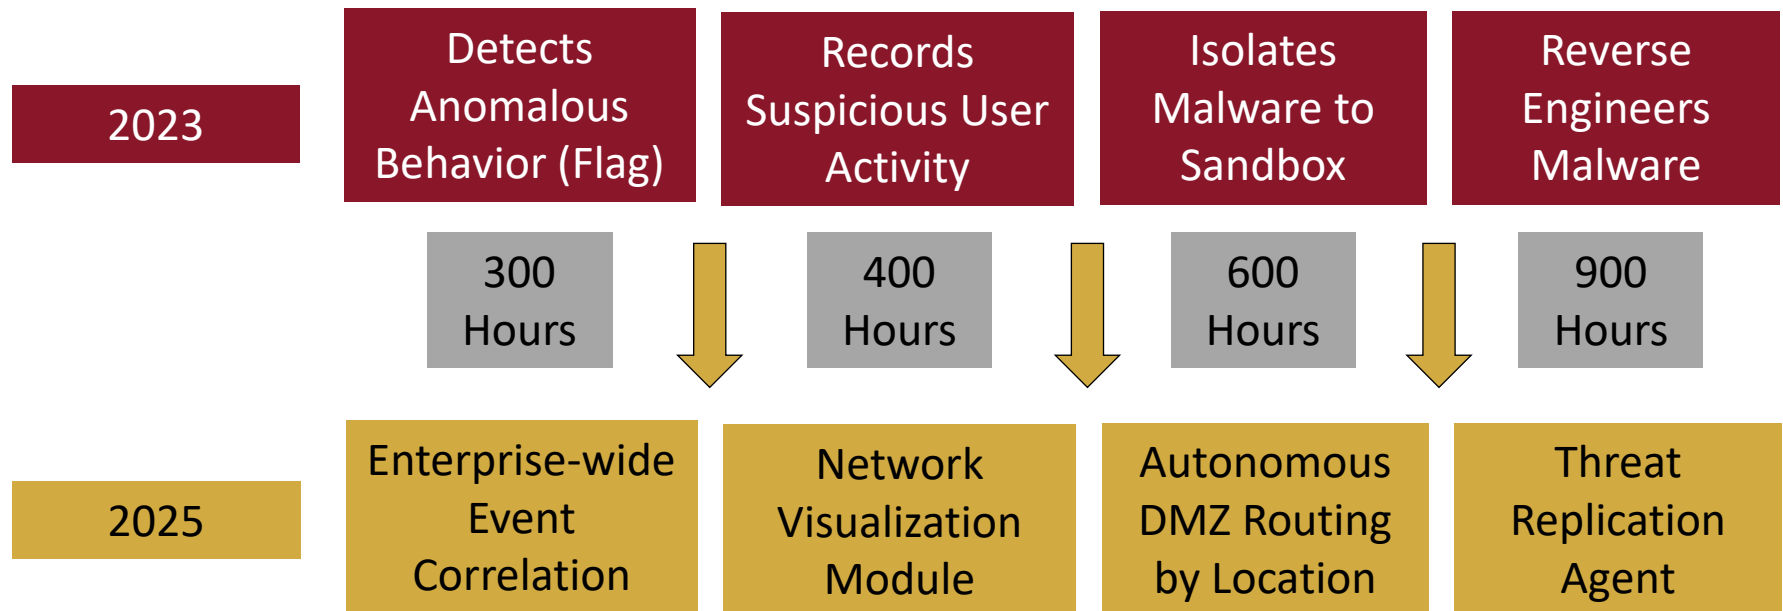 2023
Detects
Anomalous
Behavior (Flag)
Records
Suspicious User
Activity
Isolates
Malware to
Sandbox
Reverse
Engineers
Malware
300
Hours
400
Hours
600
Hours
900
Hours
2025
Enterprise-wide
Event
Correlation
Network
Visualization
Module
Autonomous
DMZ Routing
by Location
Threat
Replication
Agent